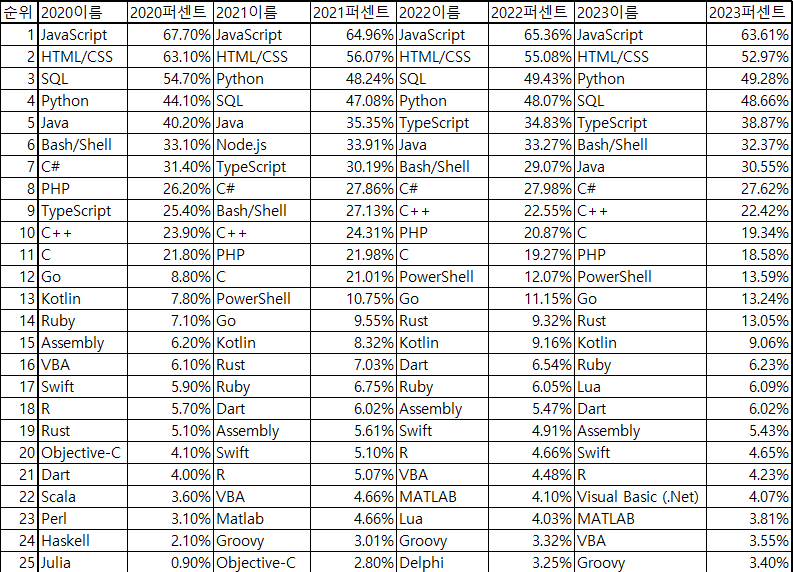 순위 2020이름 2020퍼센트 2021이름 2021퍼센트 2022이름 2022퍼센트 2023이름 2023퍼센트
1 JavaScript 67.70% JavaScript 64.96% JavaScript 65.36% JavaScript 63.61%
2 HTML/CSS 63.10% HTML/CSS 56.07% HTML/CSS 55.08% HTML/CSS 52.97%
3 SQL 54.70% Python 48.24% SQL 49.43% Python 49.28%
4 Python 44.10% SQL 47.08% Python 48.07% SQL 48.66%
5 Java 40.20% Java 35.35% TypeScript 34.83% TypeScript 38.87%
6 Bash/Shell 33.10% Node.js 33.91% Java 33.27% Bash/Shell 32.37%
7 C# 31.40% TypeScript 30.19% Bash/Shell 29.07% Java 30.55%
8 PHP 26.20% C# 27.86% C# 27.98% C# 27.62%
9 TypeScript 25.40% Bash/Shell 27.13% C++ 22.55% C++ 22.42%
10 C++ 23.90% C++ 24.31% PHP 20.87% C 19.34%
11 C 21.80% PHP 21.98% C 19.27% PHP 18.58%
12 Go 8.80% C 21.01% PowerShell 12.07% PowerShell 13.59%
13 Kotlin 7.80% PowerShell 10.75% Go 11.15% Go 13.24%
14 Ruby 7.10% Go 9.55% Rust 9.32% Rust 13.05%
15 Assembly 6.20% Kotlin 8.32% Kotlin 9.16% Kotlin 9.06%
16 VBA 6.10% Rust 7.03% Dart 6.54% Ruby 6.23%
17 Swift 5.90% Ruby 6.75% Ruby 6.05% Lua 6.09%
18 R 5.70% Dart 6.02% Assembly 5.47% Dart 6.02%
19 Rust 5.10% Assembly 5.61% Swift 4.91% Assembly 5.43%
20 Objective-C 4.10% Swift 5.10% R 4.66% Swift 4.65%
21 Dart 4.00% R 5.07% VBA 4.48% R 4.23%
22 Scala 3.60% VBA 4.66% MATLAB 4.10% Visual Basic (.Net) 4.07%
23 Perl 3.10% Matlab 4.66% Lua 4.03% MATLAB 3.81%
24 Haskell 2.10% Groovy 3.01% Groovy 3.32% VBA 3.55%
25 Julia 0.90% Objective-C 2.80% Delphi 3.25% Groovy 3.40%